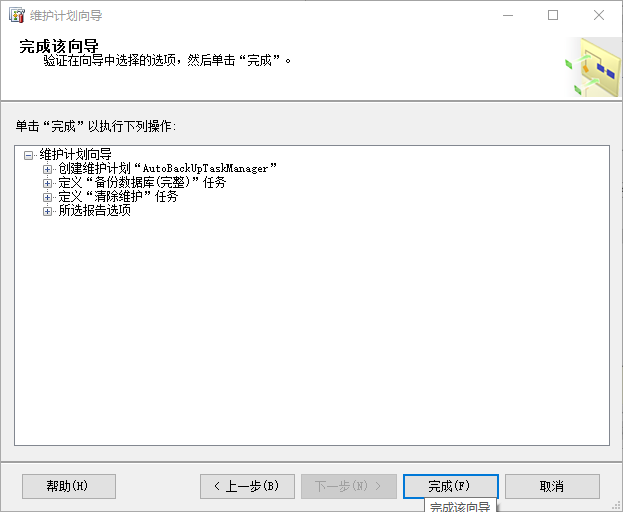 维护计划向导
完成该向导
验证在向导中选择的选项，然后单击“完成”。
单击“完成”以执行下列操作:
维护计划向导
创建维护计划“AutoBackUpTaskManager”
定义“备份数据库(完整)”任务
定义“清除维护”任务
所选报告选项
帮助(H)
< 上一步(B)
下一步(N) >
完成(F)
取消
完成该向导